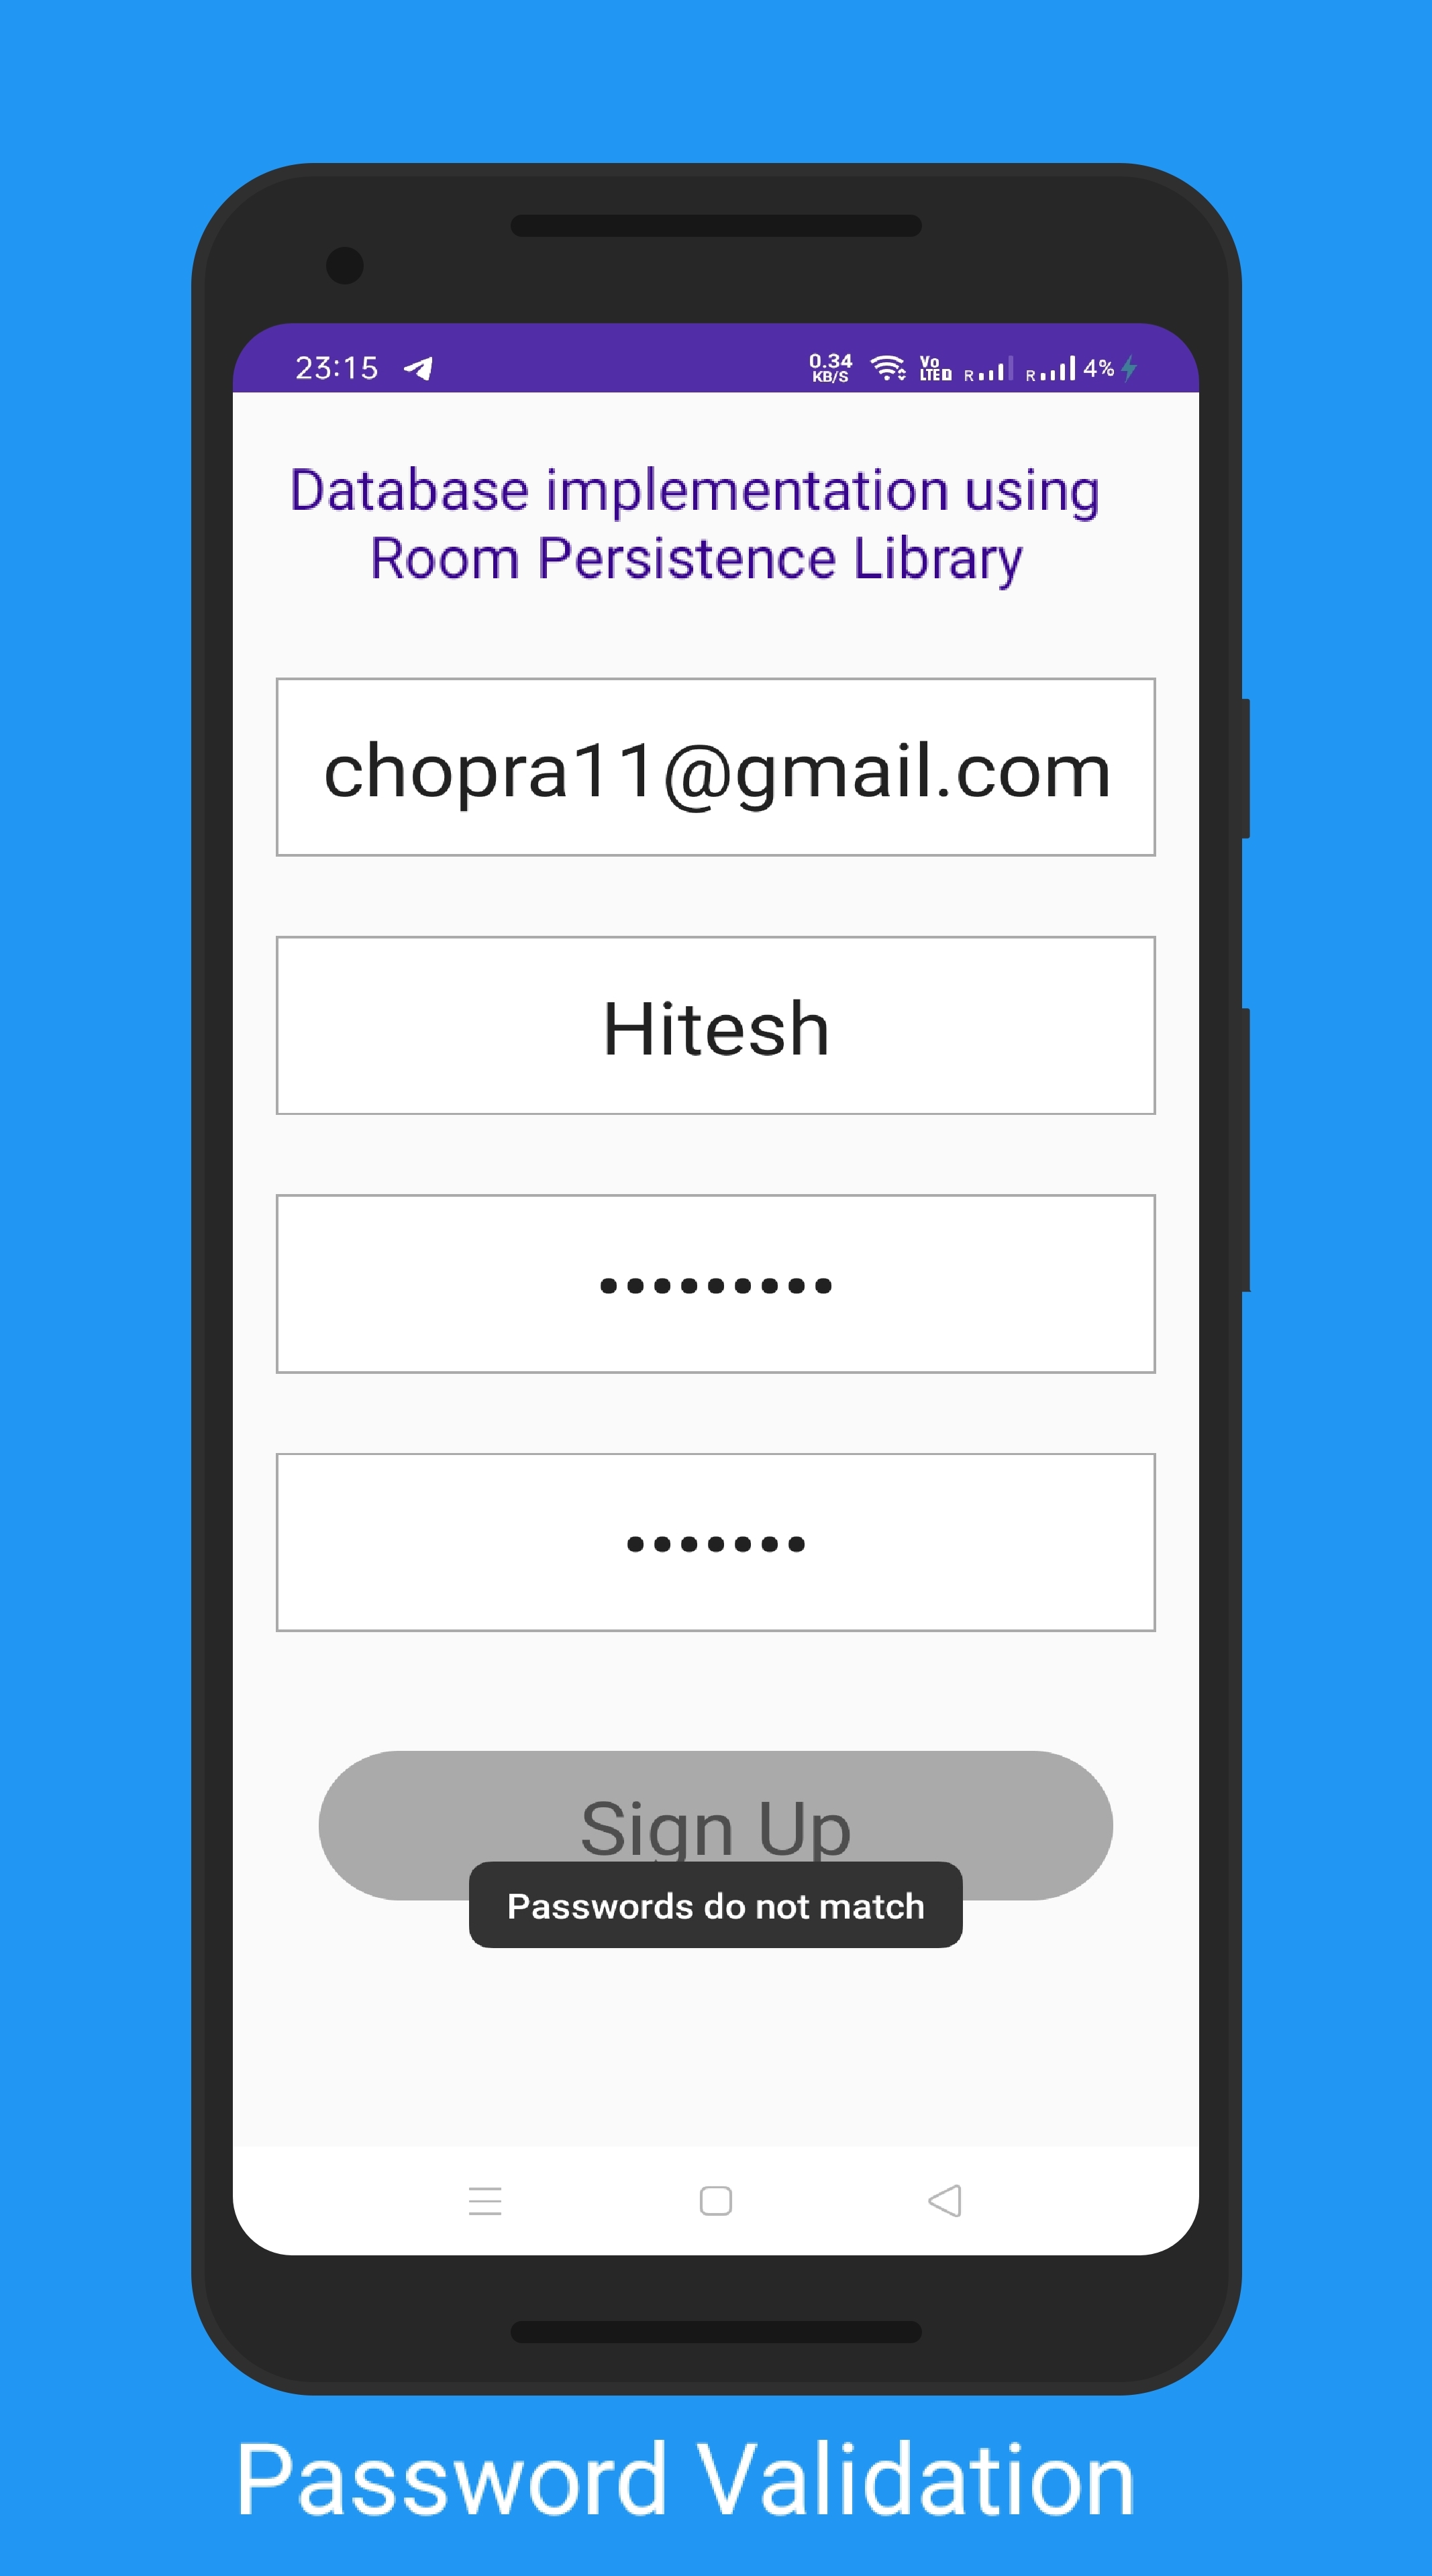 23:15
0.34
KB/S
Vo
LTE D
R
R
4%
Database implementation using
Room Persistence Library
chopra11@gmail.com
Hitesh
•••••••••
•••••••
Sign Up
Passwords do not match
Password Validation